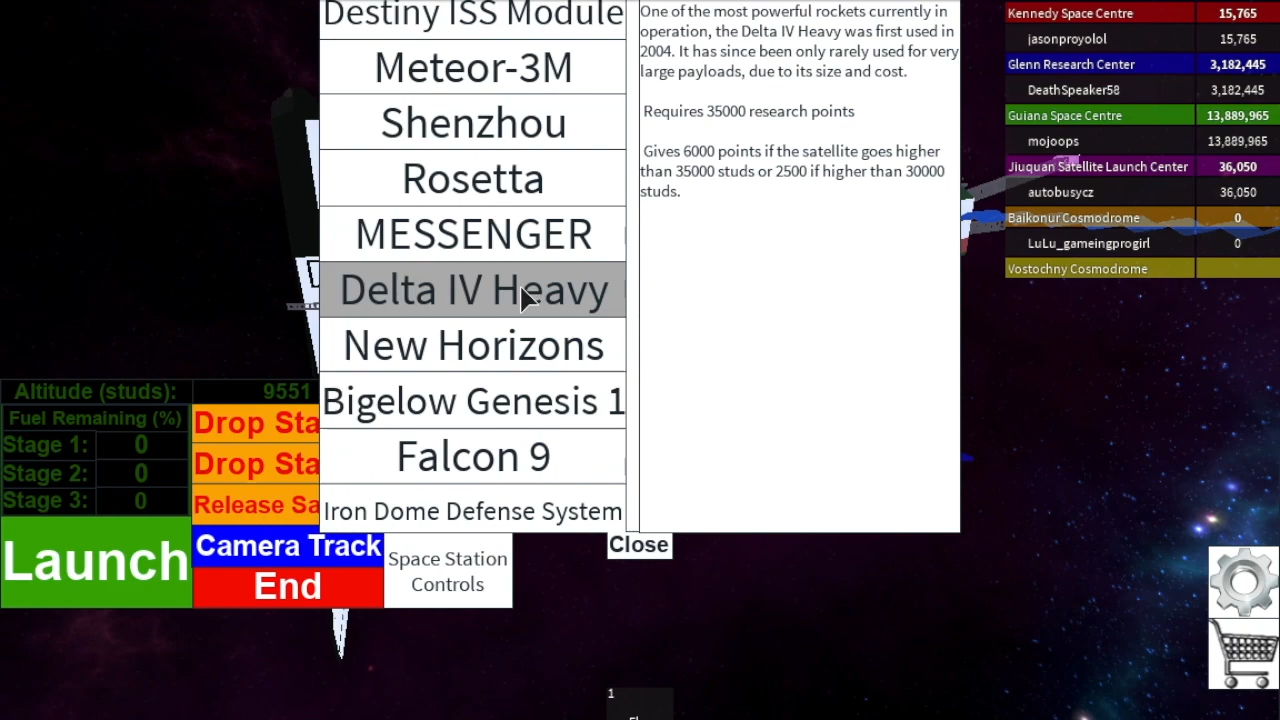 Destiny ISS Module
Meteor-3M
Shenzhou
Rosetta
MESSENGER
Delta IV Heavy
New Horizons
Bigelow Genesis 1
Falcon 9
Iron Dome Defense System
One of the most powerful rockets currently in
operation, the Delta IV Heavy was first used in
2004. It has since been only rarely used for very
large payloads, due to its size and cost.
Requires 35000 research points
Gives 6000 points if the satellite goes higher
than 35000 studs or 2500 if higher than 30000
studs.
Close
Kennedy Space Centre 15,765
jasonproyolol 15,765
Glenn Research Center 3,182,445
DeathSpeaker58 3,182,445
Guiana Space Centre 13,889,965
mojoops 13,889,965
Jiuquan Satellite Launch Center 36,050
autobusycz 36,050
Baikonur Cosmodrome 0
LuLu_gameingprogirl 0
Vostochny Cosmodrome
Altitude (studs): 9551
Fuel Remaining (%)
Stage 1: 0
Stage 2: 0
Stage 3: 0
Drop Sta
Drop Sta
Release Sa
Launch
Camera Track
End
Space Station
Controls
1